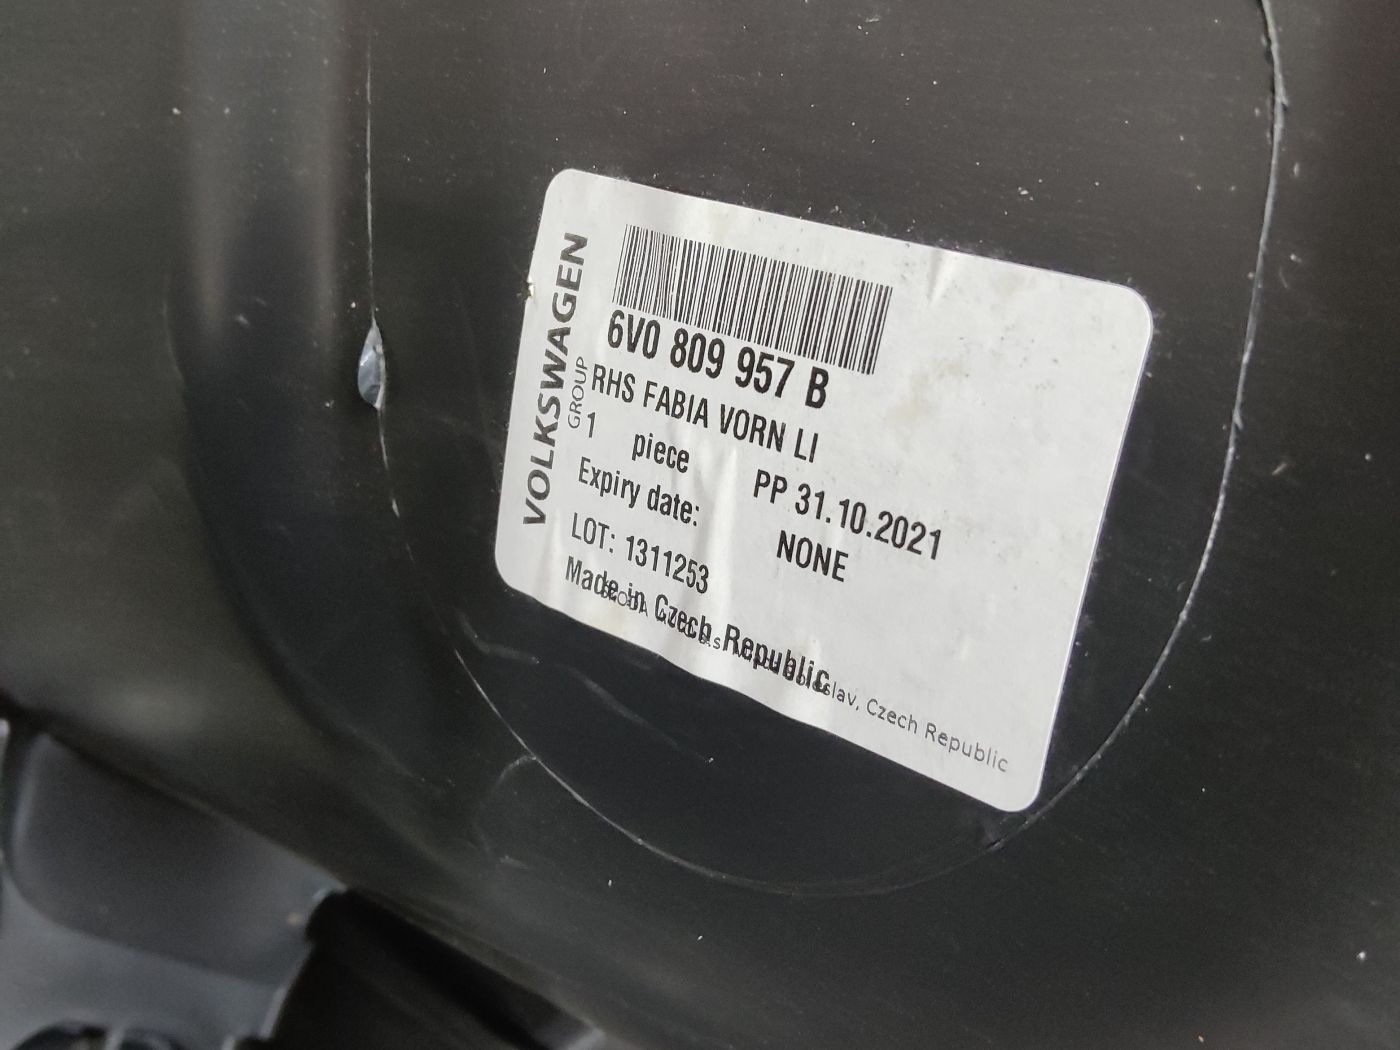 VOLKSWAGEN
GROUP
6V0 809 957 B
RHS FABIA VORN LI
1 piece PP 31.10.2021
Expiry date: NONE
LOT: 1311253
Made in Czech Republic
ŠKODA Czech Republic